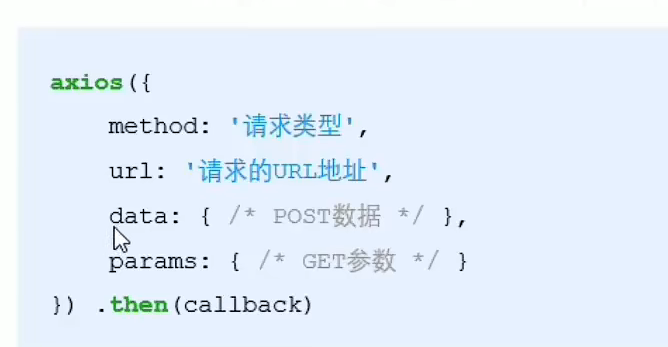 axios({
method: '请求类型',
url: '请求的URL地址',
data: { /* POST数据 */ },
params: { /* GET参数 */ }
}) .then(callback)